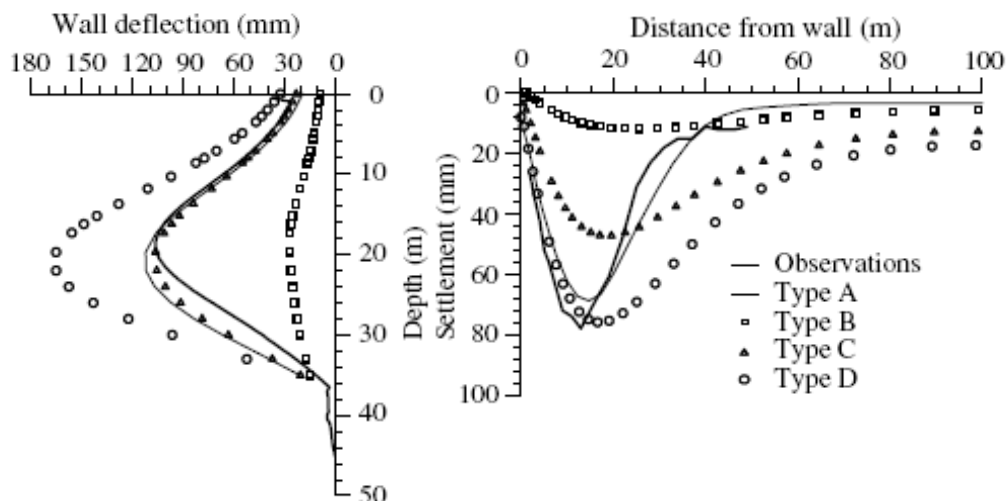 Wall deflection (mm)
180 150 120 90 60 30 0
0
10
20
30
40
50
Depth (m)
Distance from wall (m)
0 20 40 60 80 100
0
20
40
60
80
100
Settlement (mm)
Observations
Type A
Type B
Type C
Type D